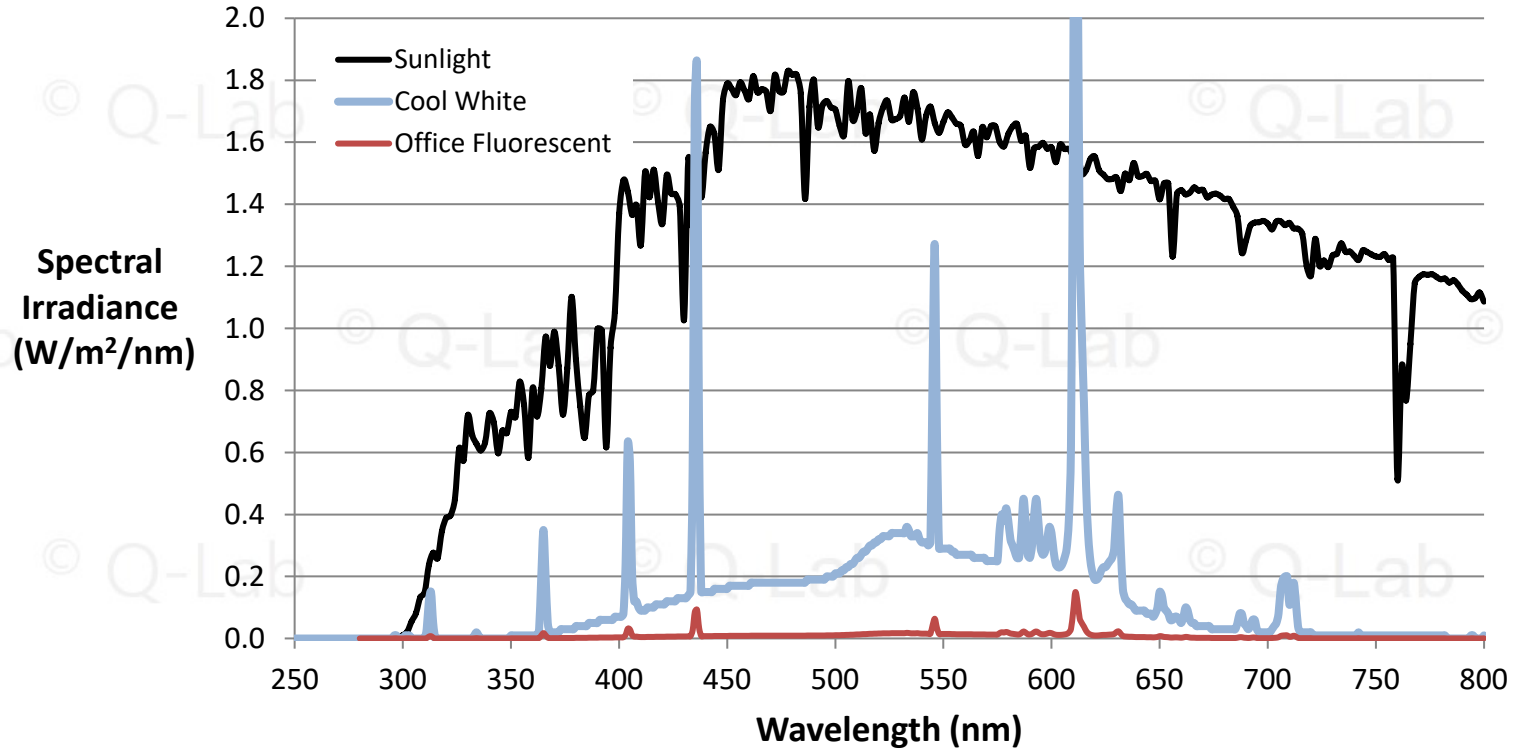 2.0
1.8
1.6
1.4
1.2
1.0
0.8
0.6
0.4
0.2
0.0
Spectral
Irradiance
(W/m²/nm)
Sunlight
Cool White
Office Fluorescent
© Q-Lab
© Q-Lab
© Q-Lab
© Q-Lab
© Q-Lab
©
© Q-Lab
© Q-Lab
© Q-Lab
250 300 350 400 450 500 550 600 650 700 750 800
Wavelength (nm)